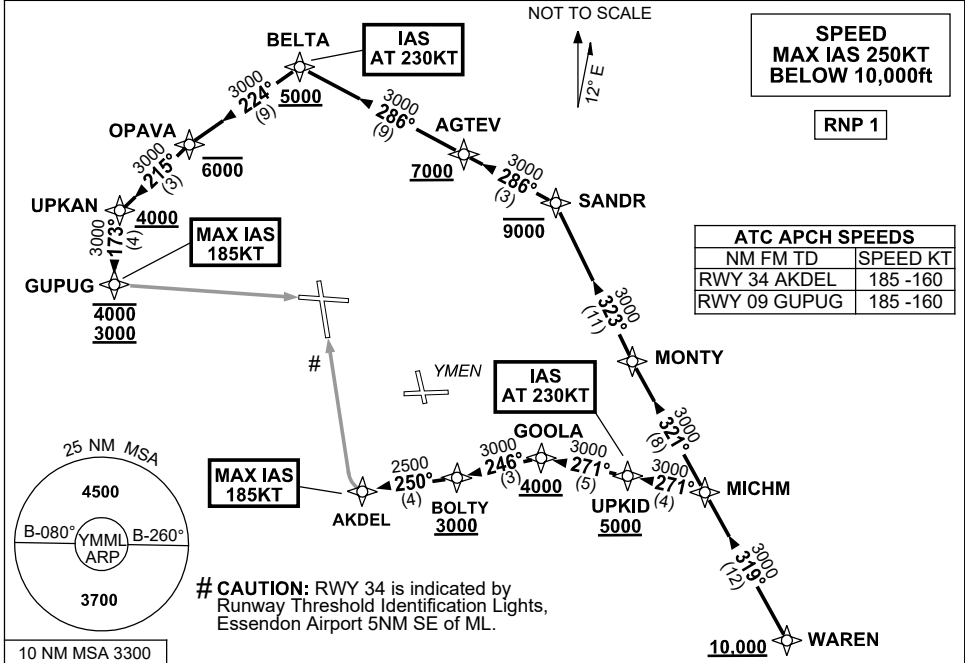 NOT TO SCALE
12° E
SPEED
MAX IAS 250KT
BELOW 10,000ft
RNP 1
BELTA
IAS
AT 230KT
5000
3000
224°
(9)
3000
286°
(9)
AGTEV
7000
OPAVA
6000
3000
215°
(3)
3000
286°
(3)
SANDR
9000
UPKAN
4000
3000
173°
(4)
MAX IAS
185KT
GUPUG
4000
3000
ATC APCH SPEEDS
NM FM TD SPEED KT
RWY 34 AKDEL 185 -160
RWY 09 GUPUG 185 -160
3000
323°
(11)
MONTY
#
YMEN
IAS
AT 230KT
3000
321°
(8)
GOOLA
4000
MAX IAS
185KT
AKDEL
2500
250°
(4)
BOLTY
3000
3000
246°
(3)
3000
271°
(5)
UPKID
5000
3000
271°
(4)
MICHM
3000
319°
(12)
10,000
WAREN
25 NM MSA
4500
B-080°
YMML
ARP
B-260°
3700
10 NM MSA 3300
# CAUTION: RWY 34 is indicated by
Runway Threshold Identification Lights,
Essendon Airport 5NM SE of ML.